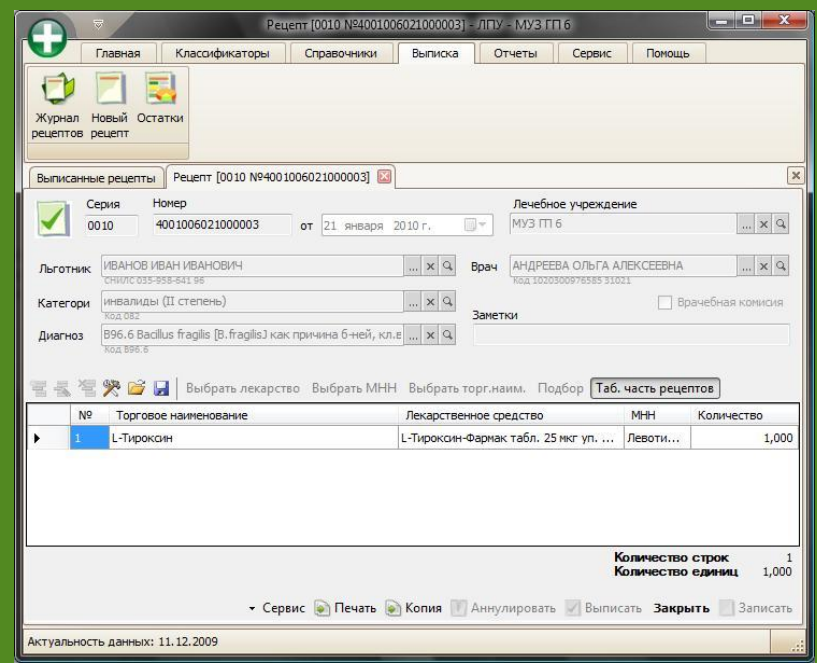 Рецепт [0010 №4001006021000003] - ЛПУ - МУЗ ГП 6
Главная Классификаторы Справочники Выписка Отчеты Сервис Помощь
Журнал рецептов Новый рецепт Остатки
Выписанные рецепты Рецепт [0010 №4001006021000003]
Серия Номер Лечебное учреждение
0010 4001006021000003 от 21 января 2010 г. МУЗ ГП 6 ...
Льготник ИВАНОВ ИВАН ИВАНОВИЧ ... Врач АНДРЕЕВА ОЛЬГА АЛЕКСЕЕВНА ...
СНИЛС 035-958-641 96 Код 1020300976585 31021
Категори инвалиды (II степень) ... Врачебная комисия
Код 082 Заметки
Диагноз B96.6 Bacillus fragilis [B.fragilis] как причина б-ней, кл.в ...
Код B96.6
Выбрать лекарство Выбрать МНН Выбрать торг.наим. Подбор Таб. часть рецептов
№ Торговое наименование Лекарственное средство МНН Количество
1 L-Тироксин L-Тироксин-Фармак табл. 25 мкг уп. ... Левоти... 1,000
Количество строк 1
Количество единиц 1,000
Сервис Печать Копия Аннулировать Выписать Закрыть Записать
Актуальность данных: 11.12.2009